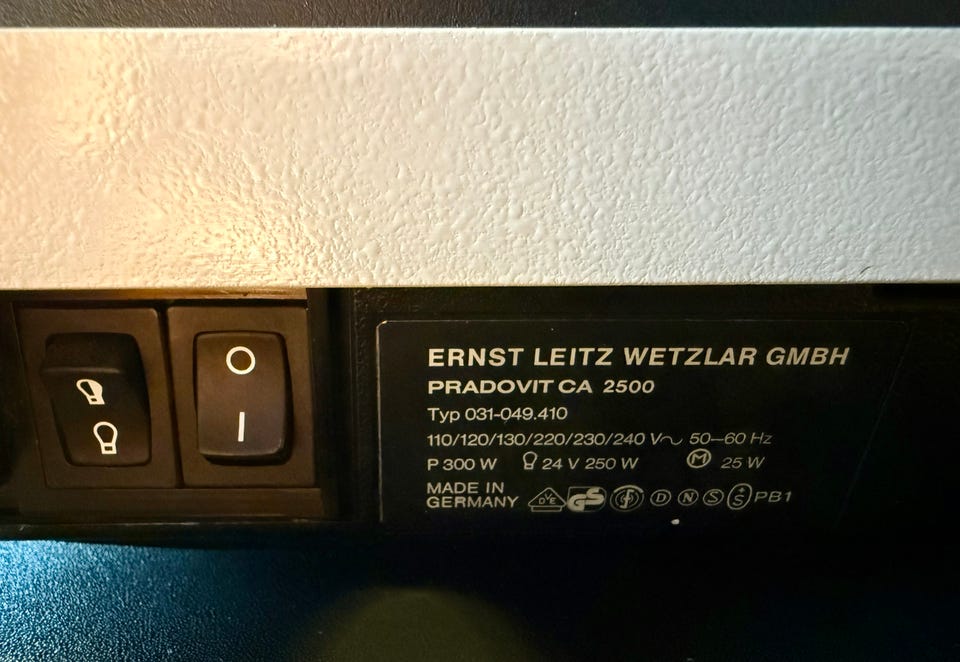 O
I
ERNST LEITZ WETZLAR GMBH
PRADOVIT CA 2500
Typ 031-049.410
110/120/130/220/230/240 V~ 50–60 Hz
P 300 W 24 V 250 W M 25 W
MADE IN
GERMANY DVE GS F D N S S PB1